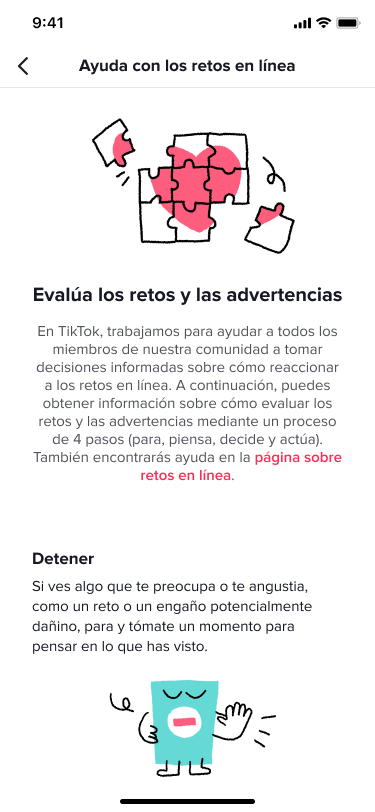 9:41
Ayuda con los retos en línea
Evalúa los retos y las advertencias
En TikTok, trabajamos para ayudar a todos los
miembros de nuestra comunidad a tomar
decisiones informadas sobre cómo reaccionar
a los retos en línea. A continuación, puedes
obtener información sobre cómo evaluar los
retos y las advertencias mediante un proceso
de 4 pasos (para, piensa, decide y actúa).
También encontrarás ayuda en la página sobre
retos en línea.
Detener
Si ves algo que te preocupa o te angustia,
como un reto o un engaño potencialmente
dañino, para y tómate un momento para
pensar en lo que has visto.